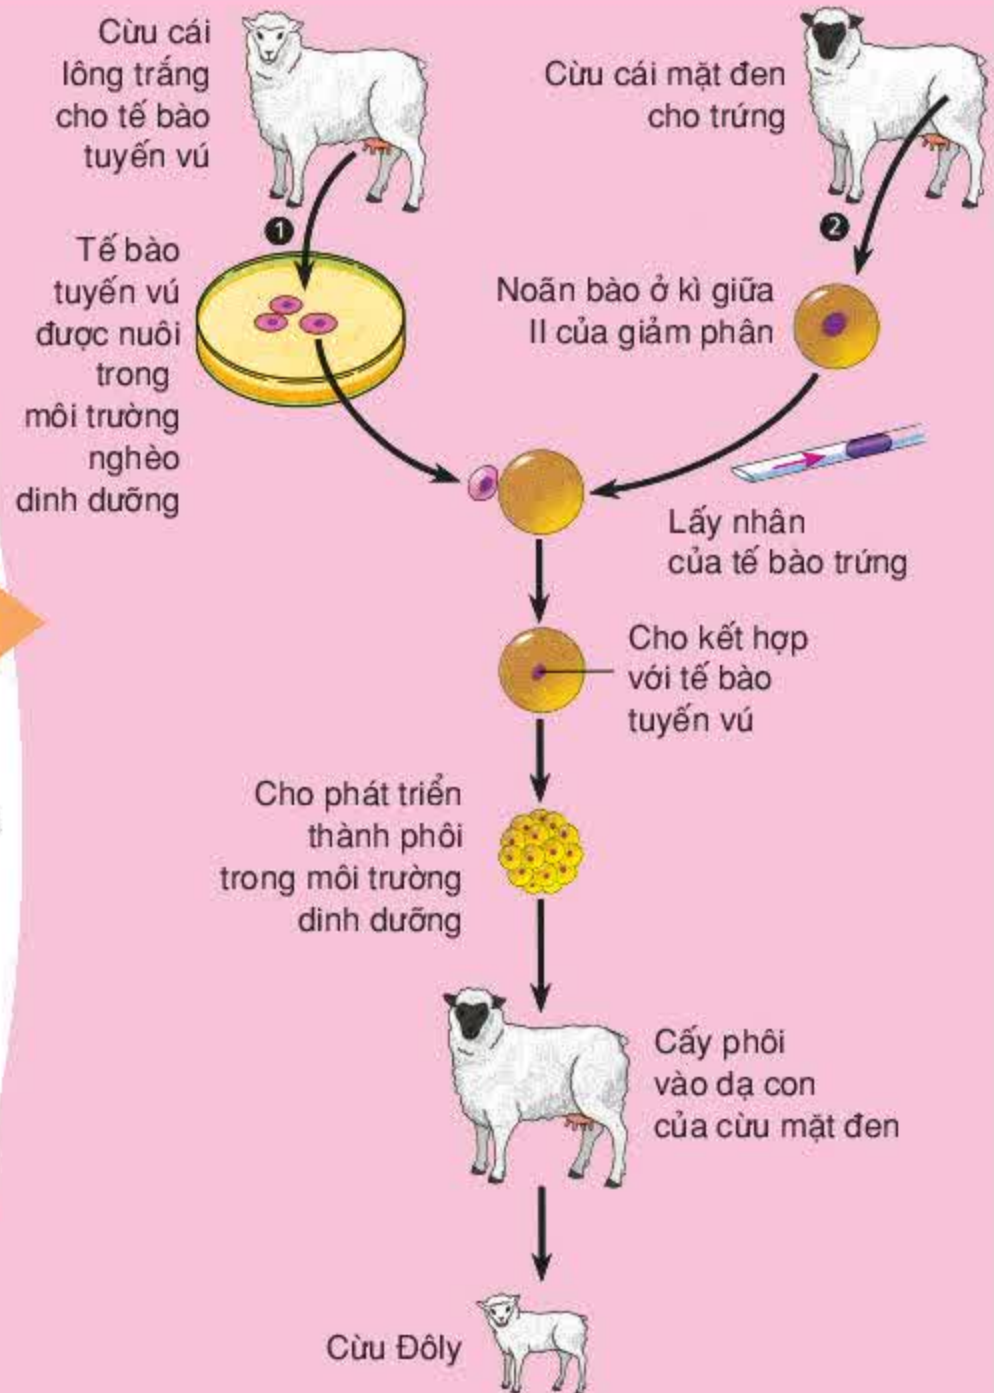 Cừu cái
lông trắng
cho tế bào
tuyến vú
Cừu cái mặt đen
cho trứng
1
2
Tế bào
tuyến vú
được nuôi
trong
môi trường
nghèo
dinh dưỡng
Noãn bào ở kì giữa
II của giảm phân
Lấy nhân
của tế bào trứng
Cho kết hợp
với tế bào
tuyến vú
Cho phát triển
thành phôi
trong môi trường
dinh dưỡng
Cấy phôi
vào dạ con
của cừu mặt đen
Cừu Đôly